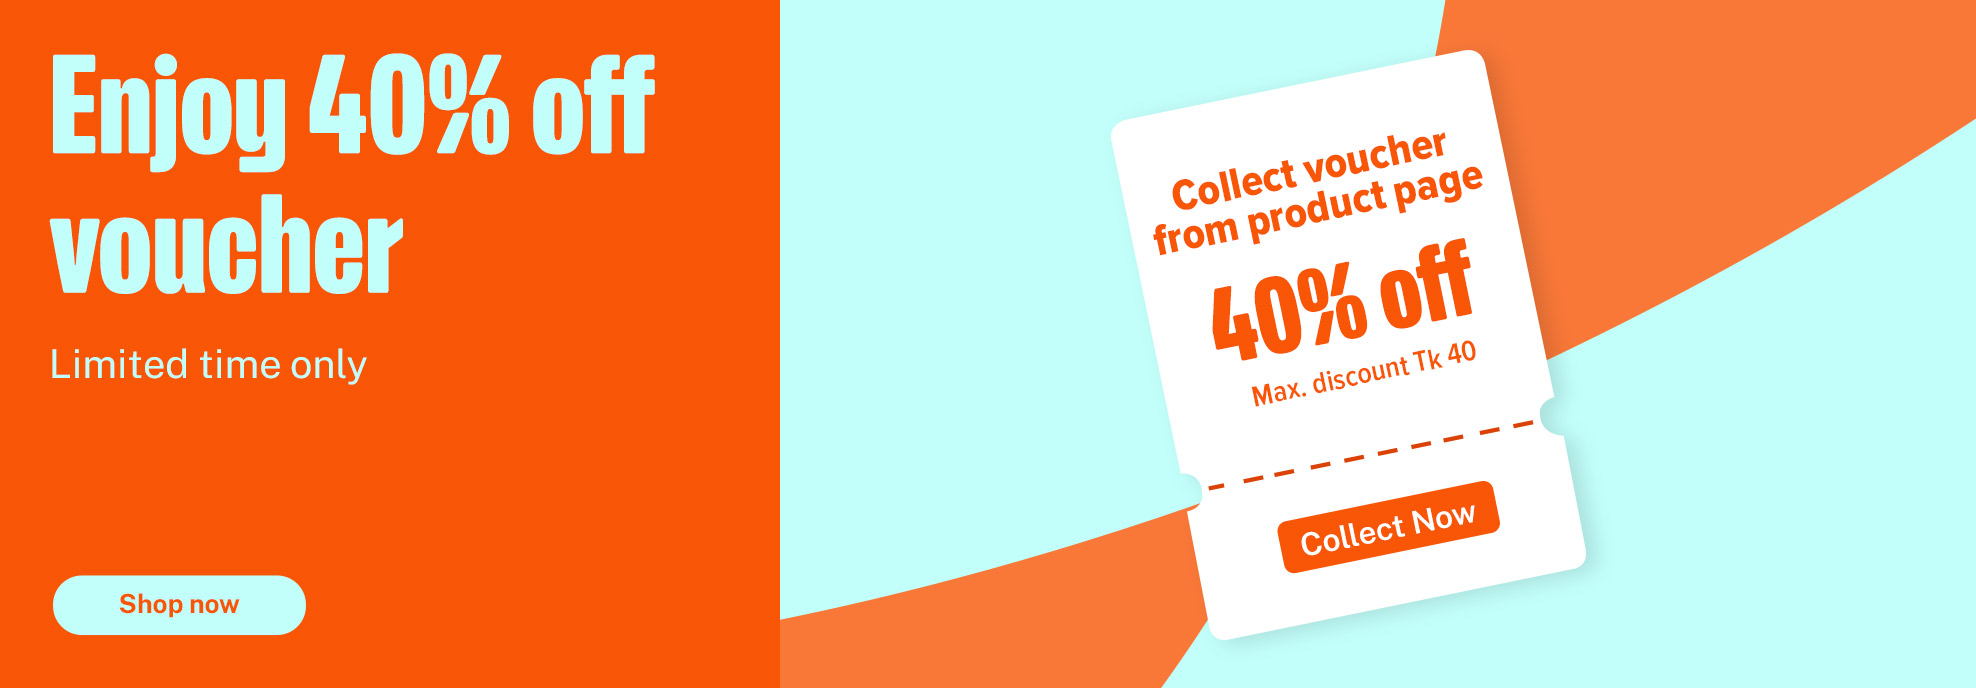 Enjoy 40% off
voucher
Limited time only
Shop now
Collect voucher
from product page
40% off
Max. discount Tk 40
Collect Now